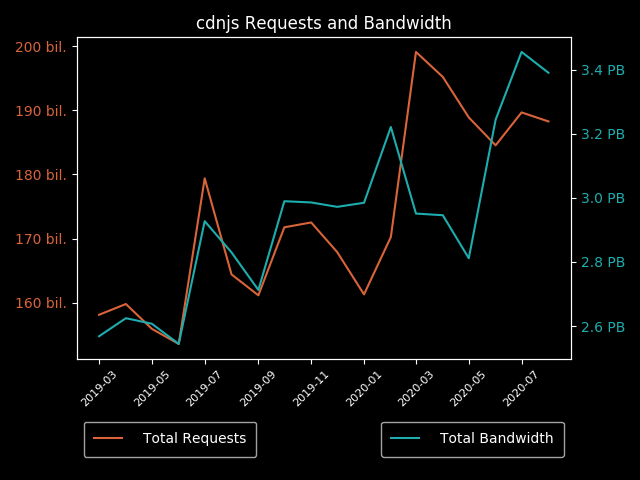 cdnjs Requests and Bandwidth
200 bil.
190 bil.
180 bil.
170 bil.
160 bil.
3.4 PB
3.2 PB
3.0 PB
2.8 PB
2.6 PB
2019-03
2019-05
2019-07
2019-09
2019-11
2020-01
2020-03
2020-05
2020-07
Total Requests
Total Bandwidth